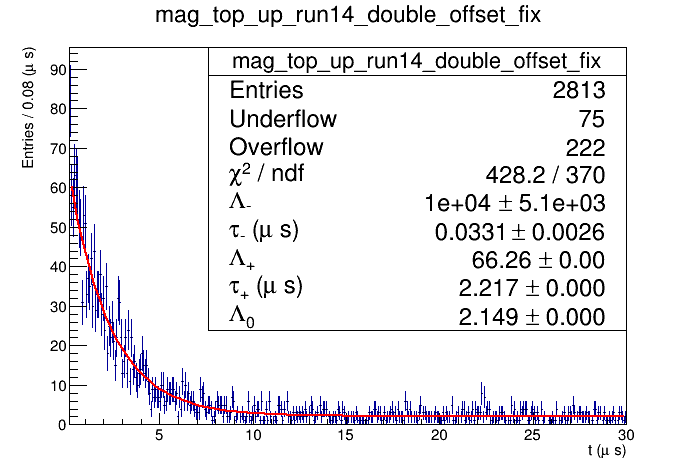 mag_top_up_run14_double_offset_fix
Entries / 0.08 (μ s)
mag_top_up_run14_double_offset_fix
Entries 2813
Underflow 75
Overflow 222
χ² / ndf 428.2 / 370
Λ₋ 1e+04 ± 5.1e+03
τ₋ (μ s) 0.0331 ± 0.0026
Λ₊ 66.26 ± 0.00
τ₊ (μ s) 2.217 ± 0.000
Λ₀ 2.149 ± 0.000
90
80
70
60
50
40
30
20
10
0
5 10 15 20 25 30
t (μ s)